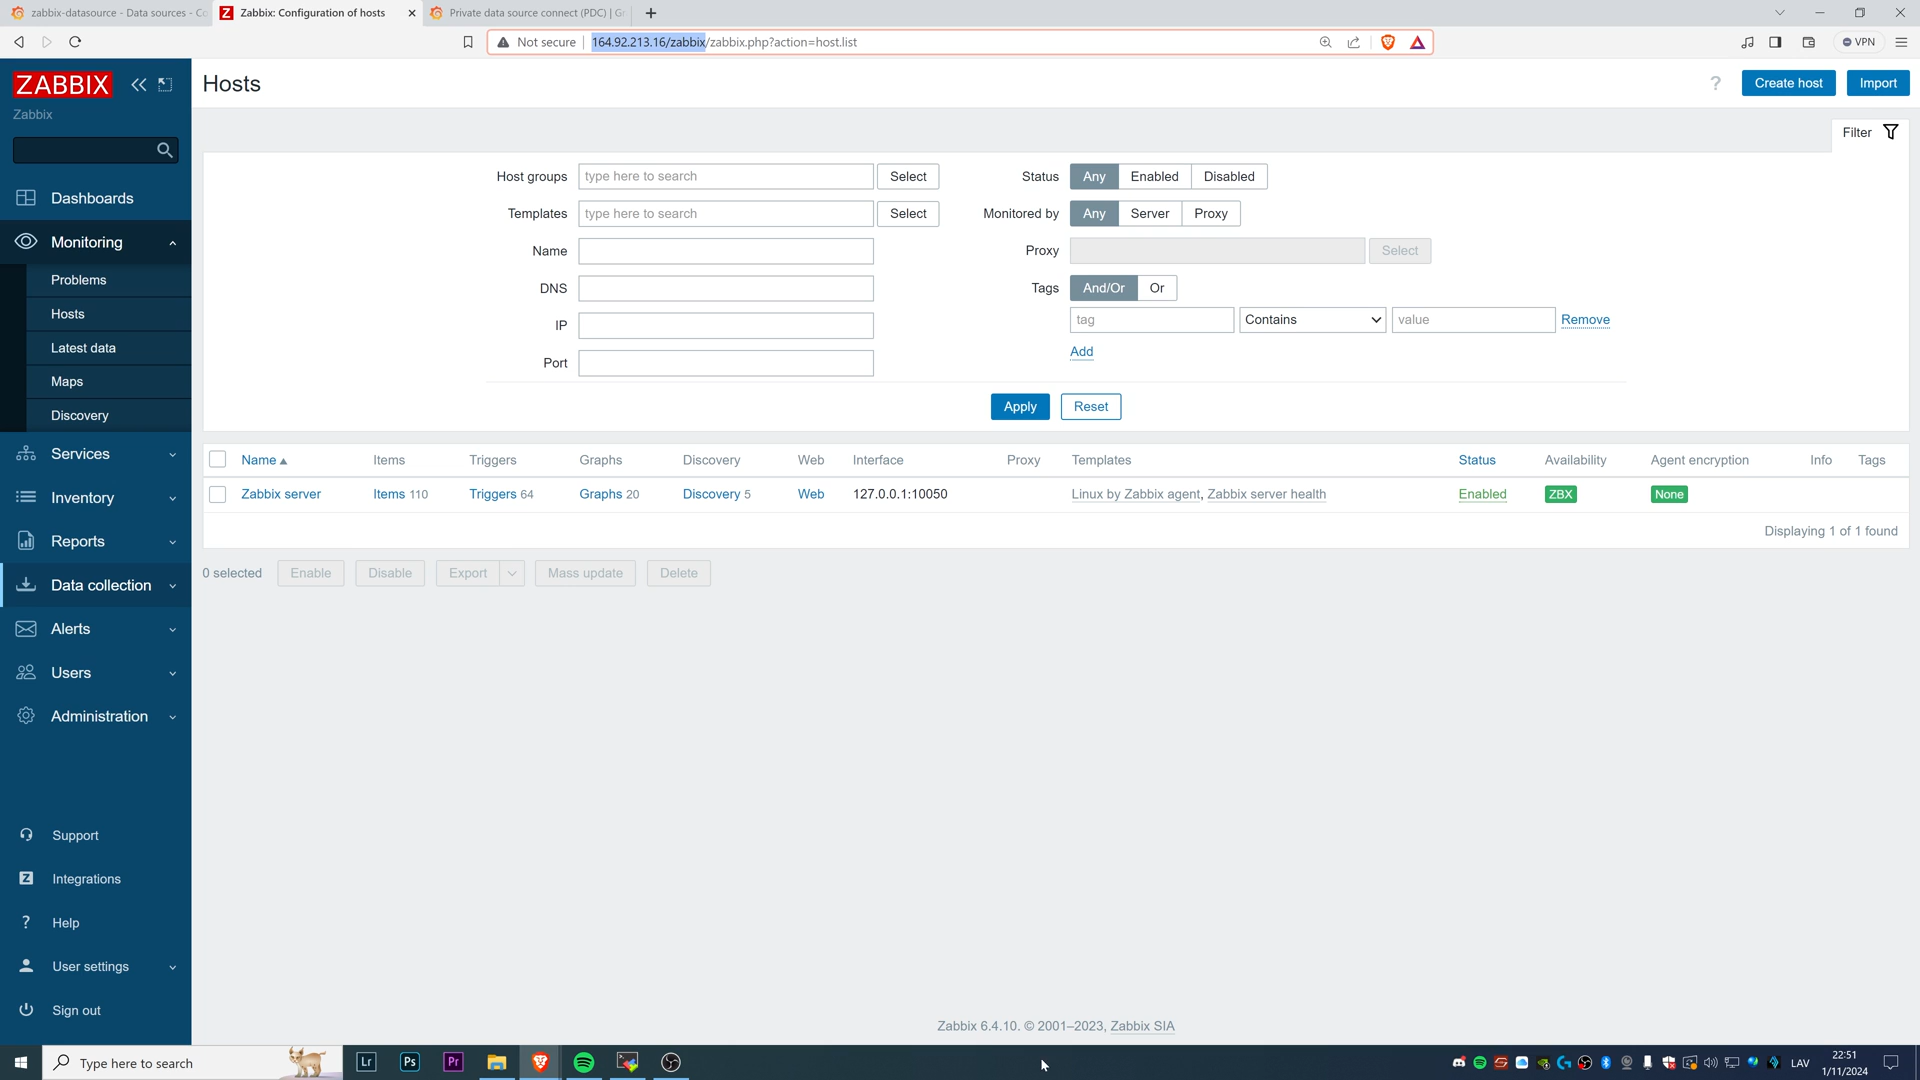 zabbix-datasource - Data sources - C
Zabbix: Configuration of hosts
Private data source connect (PDC) | G
Not secure
164.92.213.16/zabbix/zabbix.php?action=host.list
VPN
ZABBIX
Zabbix
Hosts
?
Create host
Import
Filter
Dashboards
Monitoring
Problems
Hosts
Latest data
Maps
Discovery
Services
Inventory
Reports
Data collection
Alerts
Users
Administration
Support
Integrations
Help
User settings
Sign out
Host groups type here to search Select
Templates type here to search Select
Name
DNS
IP
Port
Status Any Enabled Disabled
Monitored by Any Server Proxy
Proxy Select
Tags And/Or Or
tag Contains value Remove
Add
Apply Reset
Name Items Triggers Graphs Discovery Web Interface Proxy Templates Status Availability Agent encryption Info Tags
Zabbix server Items 110 Triggers 64 Graphs 20 Discovery 5 Web 127.0.0.1:10050 Linux by Zabbix agent, Zabbix server health Enabled ZBX None
Displaying 1 of 1 found
0 selected Enable Disable Export Mass update Delete
Zabbix 6.4.10. © 2001–2023, Zabbix SIA
Type here to search
Lr
Ps
Pr
LAV
22:51
1/11/2024